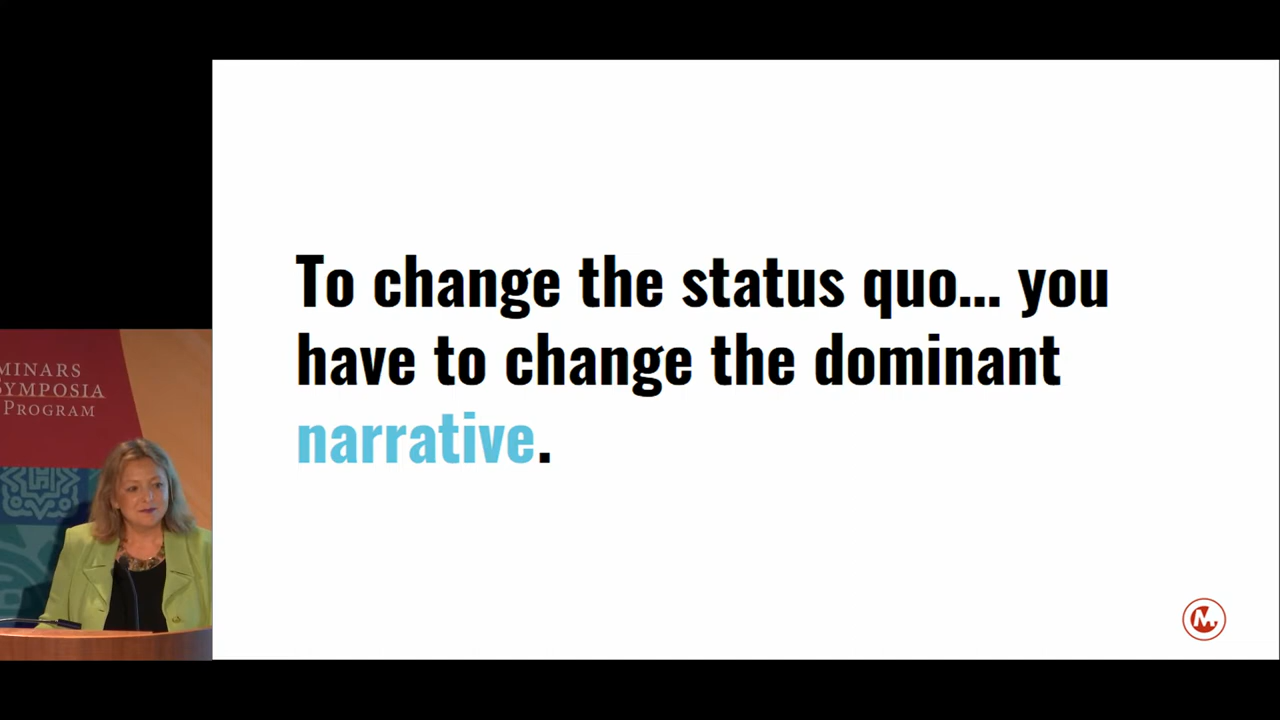 To change the status quo... you
have to change the dominant
narrative.
MINARS
SYMPOSIA
PROGRAM
M